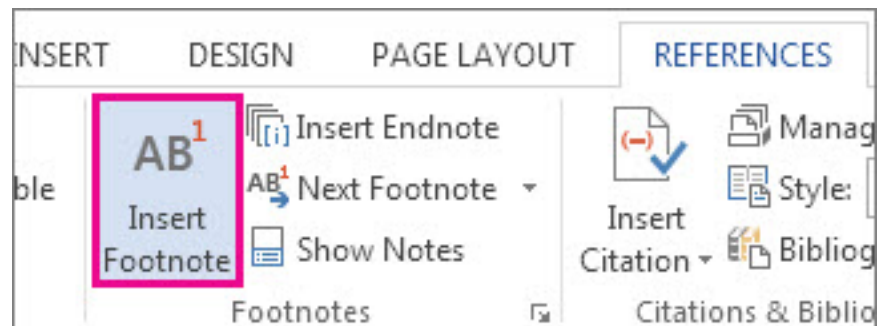 INSERT DESIGN PAGE LAYOUT REFERENCES
AB1
Insert
Footnote
[i] Insert Endnote
AB1 Next Footnote
Show Notes
Footnotes
ble
(-)
Insert
Citation
Manag
Style:
Bibliog
Citations & Biblio